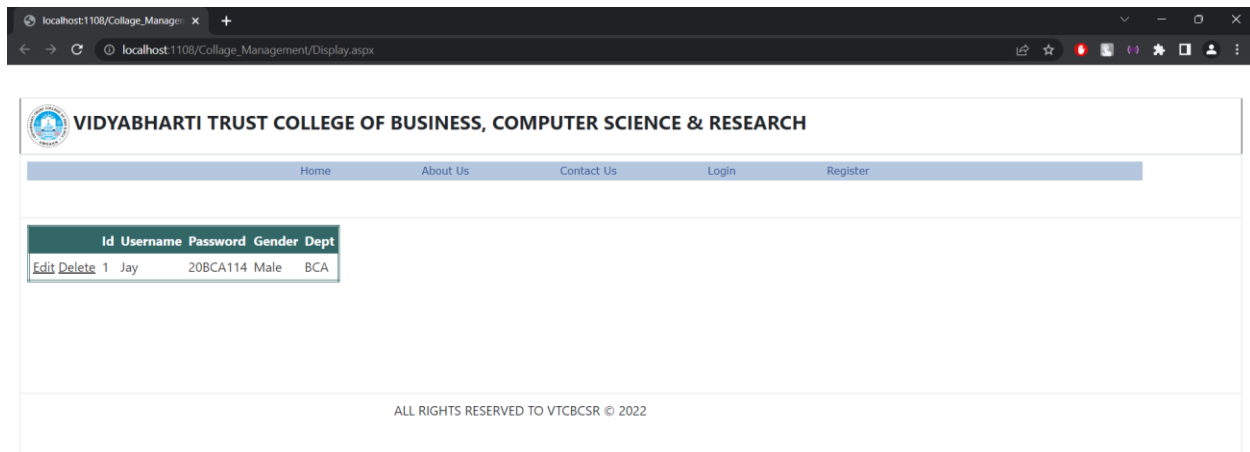 localhost:1108/Collage_Managen
localhost:1108/Collage_Management/Display.aspx
VIDYABHARTI TRUST COLLEGE OF BUSINESS, COMPUTER SCIENCE & RESEARCH
Home About Us Contact Us Login Register
Id Username Password Gender Dept
Edit Delete 1 Jay 20BCA114 Male BCA
ALL RIGHTS RESERVED TO VTCBCSR © 2022